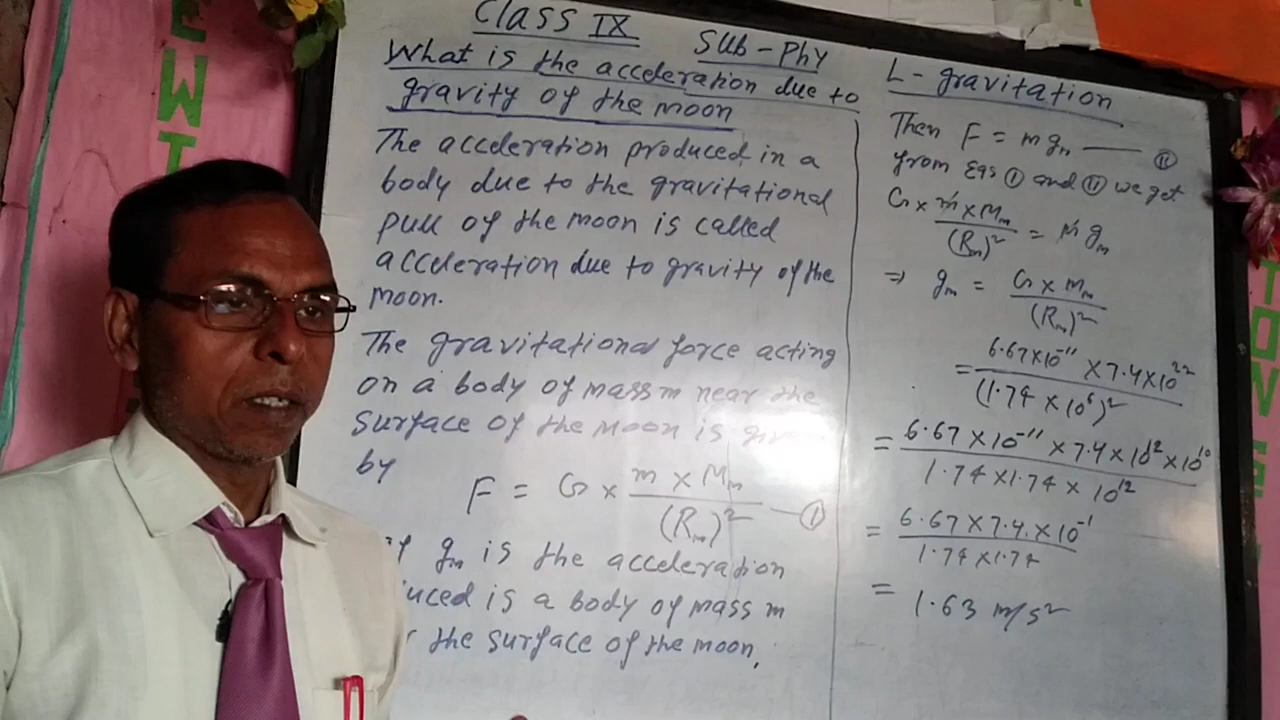 Class IX
Sub - Phy
What is the acceleration due to
gravity of the moon
The acceleration produced in a
body due to the gravitational
pull of the moon is called
acceleration due to gravity of the
moon.
The gravitational force acting
on a body of mass m near the
surface of the moon is
by
F = G × m × Mm / (Rm)² — (I)
gm is the acceleration
is a body of mass m
the surface of the moon,
L - gravitation
Then F = m gm — (II)
from Eqs (I) and (II) we get
G × m × Mm / (Rm)² = m gm
⇒ gm = G × Mm / (Rm)²
= 6.67×10⁻¹¹ × 7.4×10²² / (1.74 × 10⁶)²
= 6.67 × 10⁻¹¹ × 7.4 × 10¹² × 10¹⁰ / 1.74 × 1.74 × 10¹²
= 6.67 × 7.4 × 10⁻¹ / 1.74 × 1.74
= 1.63 m/s²